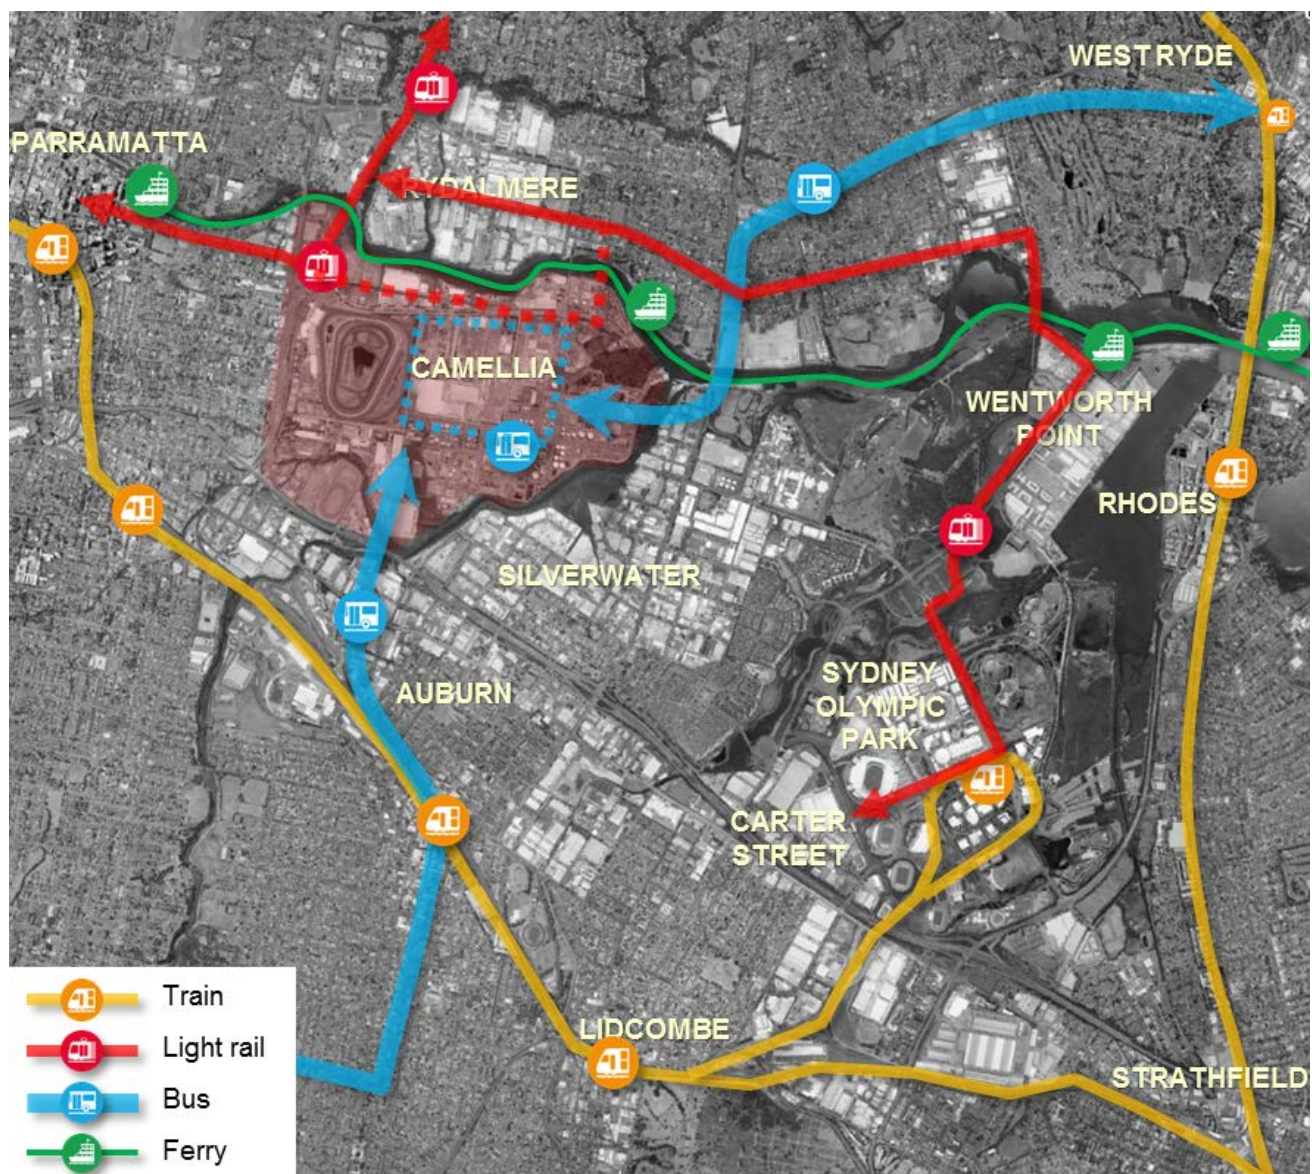 WEST RYDE
PARRAMATTA
RYDALMERE
CAMELLIA
WENTWORTH
POINT
RHODES
SILVERWATER
SYDNEY
OLYMPIC
PARK
AUBURN
CARTER
STREET
LIDCOMBE
STRATHFIELD
Train
Light rail
Bus
Ferry